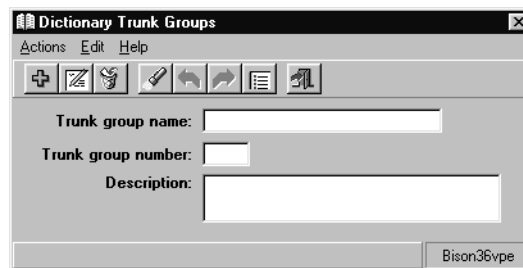 Dictionary Trunk Groups
Actions Edit Help
Trunk group name:
Trunk group number:
Description:
Bison36vpe